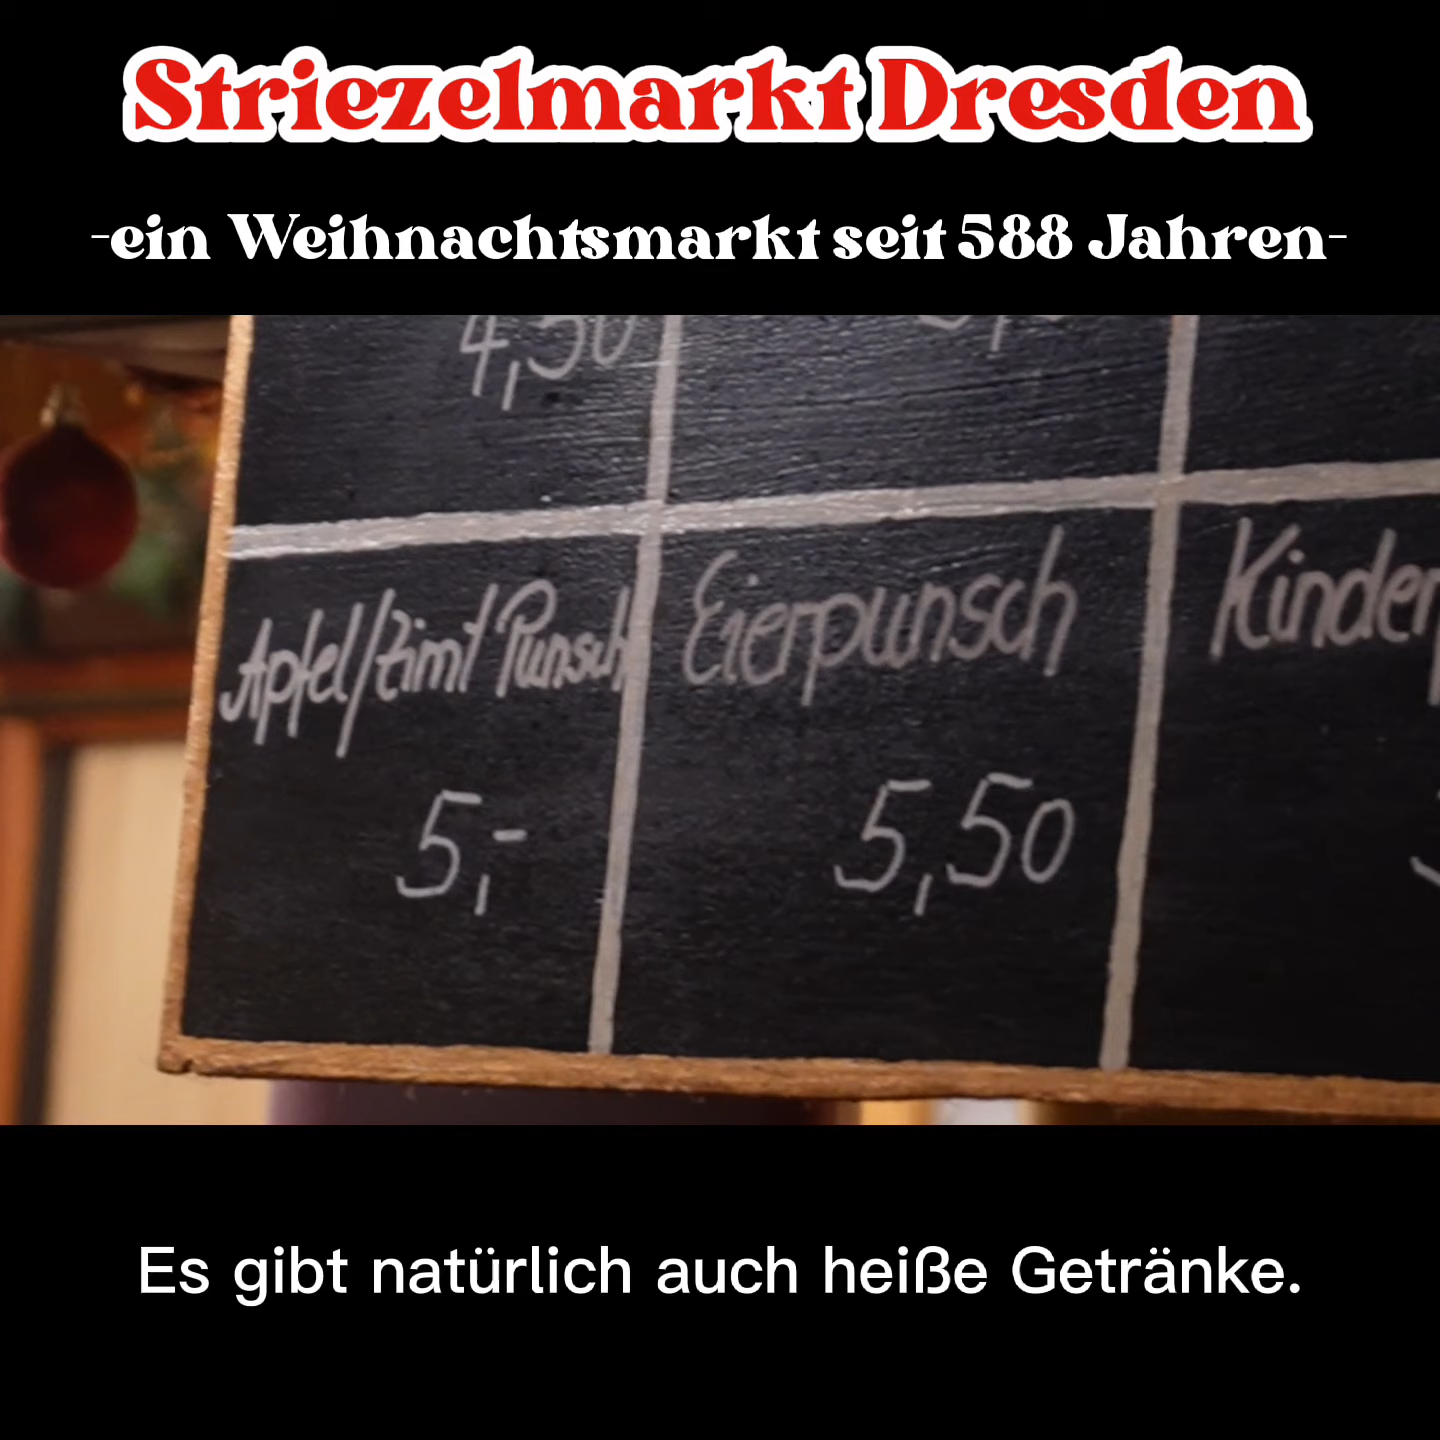 Striezelmarkt Dresden
-ein Weihnachtsmarkt seit 588 Jahren-
4,50
Apfel/Zimt Punsch
Eierpunsch
5,-
5,50
Es gibt natürlich auch heiße Getränke.